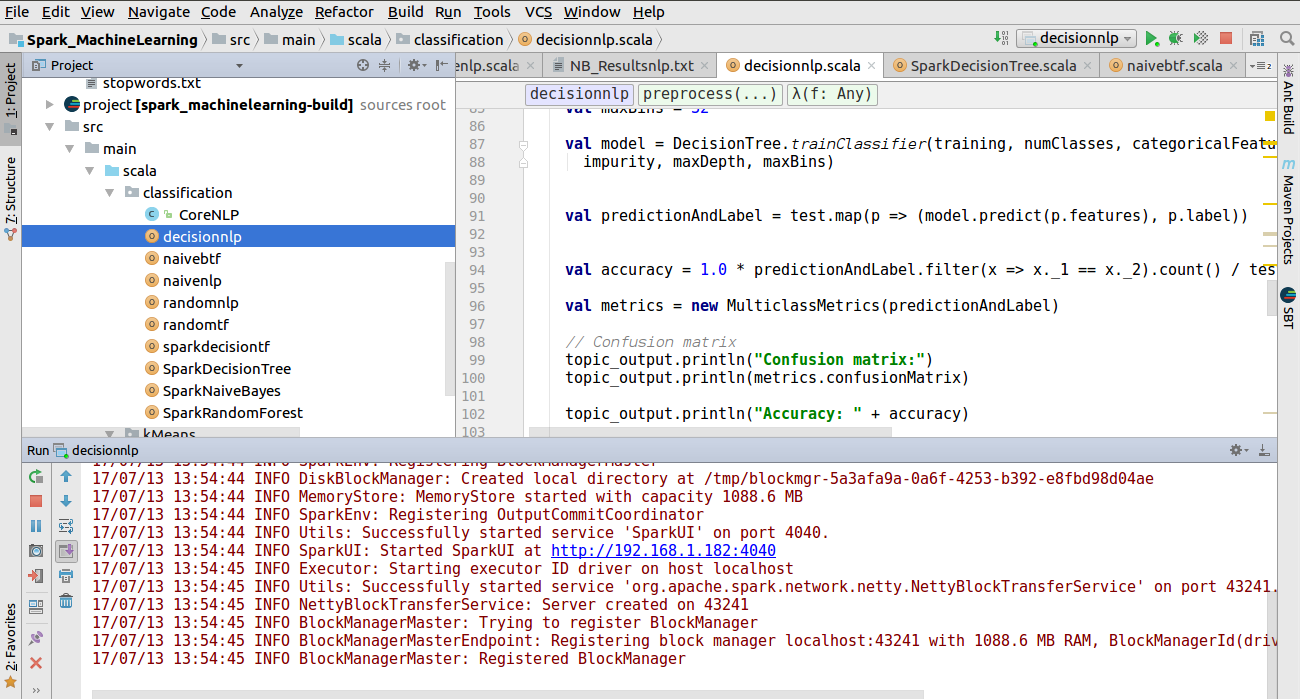 File Edit View Navigate Code Analyze Refactor Build Run Tools VCS Window Help
Spark_MachineLearning src main scala classification decisionnlp.scala
decisionnlp
1: Project
7: Structure
2: Favorites
Project
stopwords.txt
project [spark_machinelearning-build] sources root
src
main
scala
classification
CoreNLP
decisionnlp
naivebtf
naivenlp
randomnlp
randomtf
sparkdecisiontf
SparkDecisionTree
SparkNaiveBayes
SparkRandomForest
kMeans
enlp.scala NB_Resultsnlp.txt decisionnlp.scala SparkDecisionTree.scala naivebtf.scala
decisionnlp preprocess(...) λ(f: Any)
85 val maxBins = 32
86
87 val model = DecisionTree.trainClassifier(training, numClasses, categoricalFeatu
88 impurity, maxDepth, maxBins)
89
90
91 val predictionAndLabel = test.map(p => (model.predict(p.features), p.label))
92
93
94 val accuracy = 1.0 * predictionAndLabel.filter(x => x._1 == x._2).count() / tes
95
96 val metrics = new MulticlassMetrics(predictionAndLabel)
97
98 // Confusion matrix
99 topic_output.println("Confusion matrix:")
100 topic_output.println(metrics.confusionMatrix)
101
102 topic_output.println("Accuracy: " + accuracy)
103
Ant Build
Maven Projects
SBT
Run decisionnlp
17/07/13 13:54:44 INFO SparkEnv: Registering BlockManagerMaster
17/07/13 13:54:44 INFO DiskBlockManager: Created local directory at /tmp/blockmgr-5a3afa9a-0a6f-4253-b392-e8fbd98d04ae
17/07/13 13:54:44 INFO MemoryStore: MemoryStore started with capacity 1088.6 MB
17/07/13 13:54:44 INFO SparkEnv: Registering OutputCommitCoordinator
17/07/13 13:54:44 INFO Utils: Successfully started service 'SparkUI' on port 4040.
17/07/13 13:54:44 INFO SparkUI: Started SparkUI at http://192.168.1.182:4040
17/07/13 13:54:45 INFO Executor: Starting executor ID driver on host localhost
17/07/13 13:54:45 INFO Utils: Successfully started service 'org.apache.spark.network.netty.NettyBlockTransferService' on port 43241.
17/07/13 13:54:45 INFO NettyBlockTransferService: Server created on 43241
17/07/13 13:54:45 INFO BlockManagerMaster: Trying to register BlockManager
17/07/13 13:54:45 INFO BlockManagerMasterEndpoint: Registering block manager localhost:43241 with 1088.6 MB RAM, BlockManagerId(driv
17/07/13 13:54:45 INFO BlockManagerMaster: Registered BlockManager